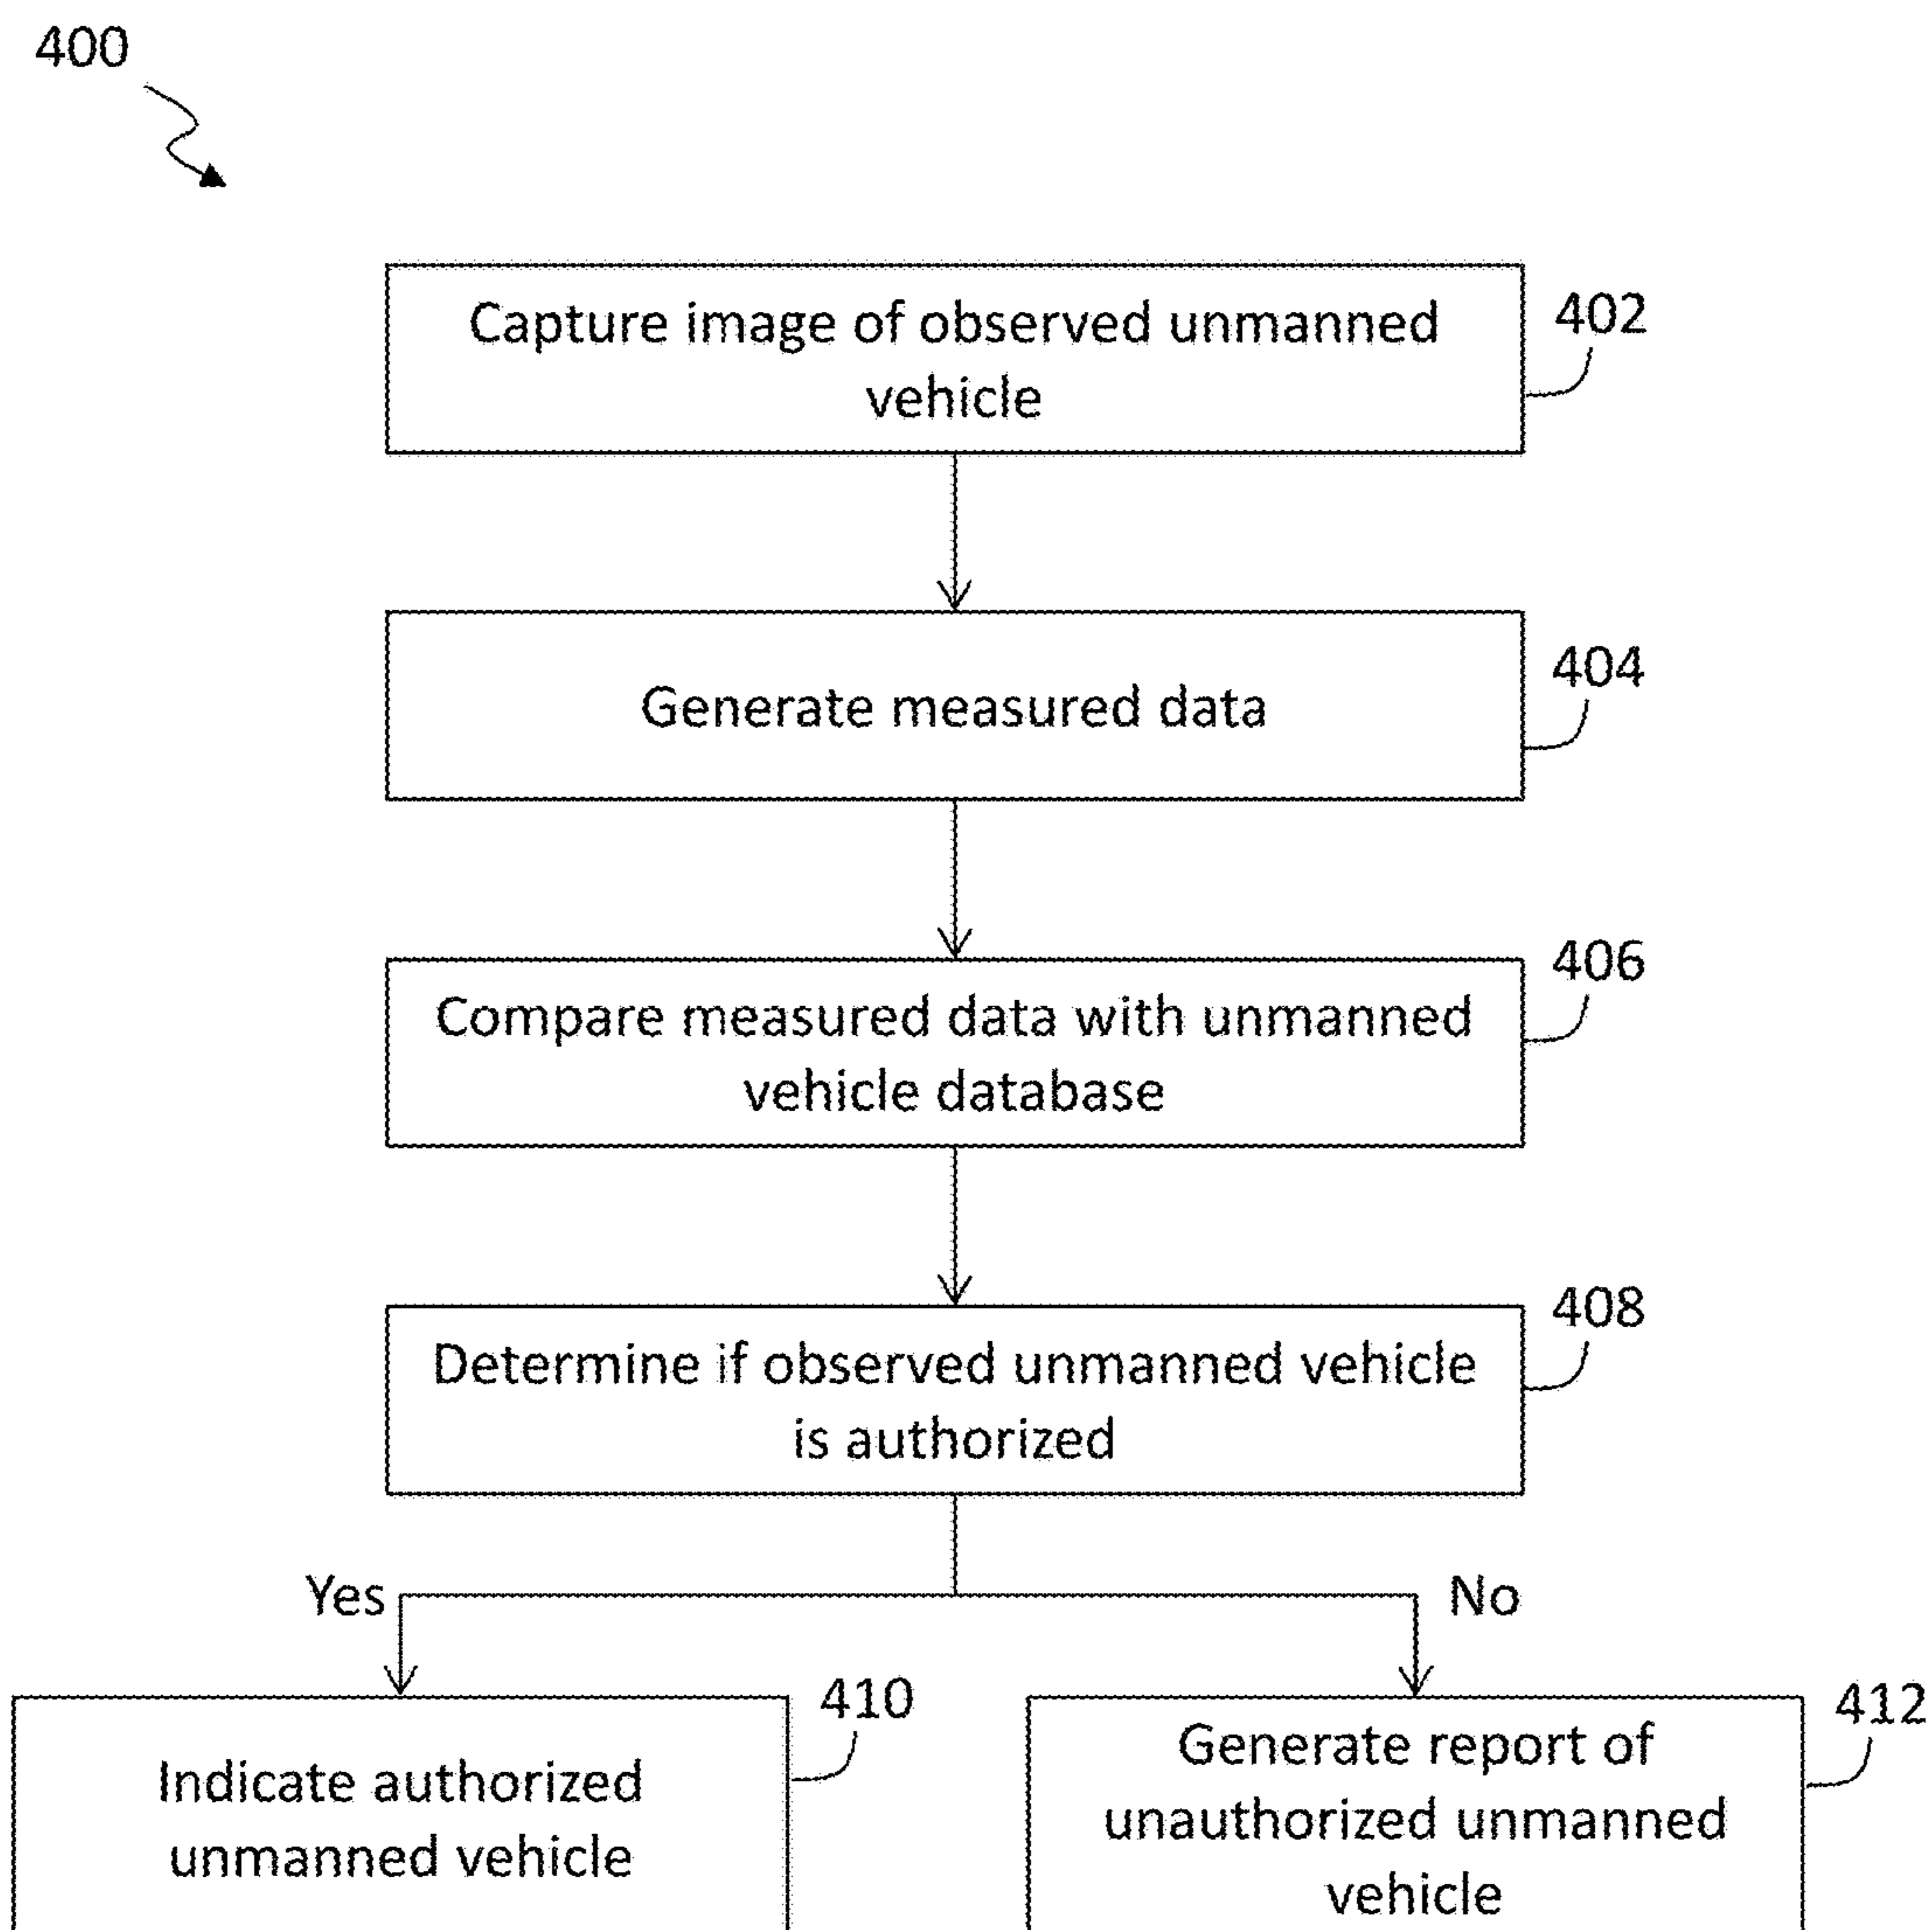 400
Capture image of observed unmanned
vehicle
402
Generate measured data
404
Compare measured data with unmanned
vehicle database
406
Determine if observed unmanned vehicle
is authorized
408
Yes
No
Indicate authorized
unmanned vehicle
410
Generate report of
unauthorized unmanned
vehicle
412